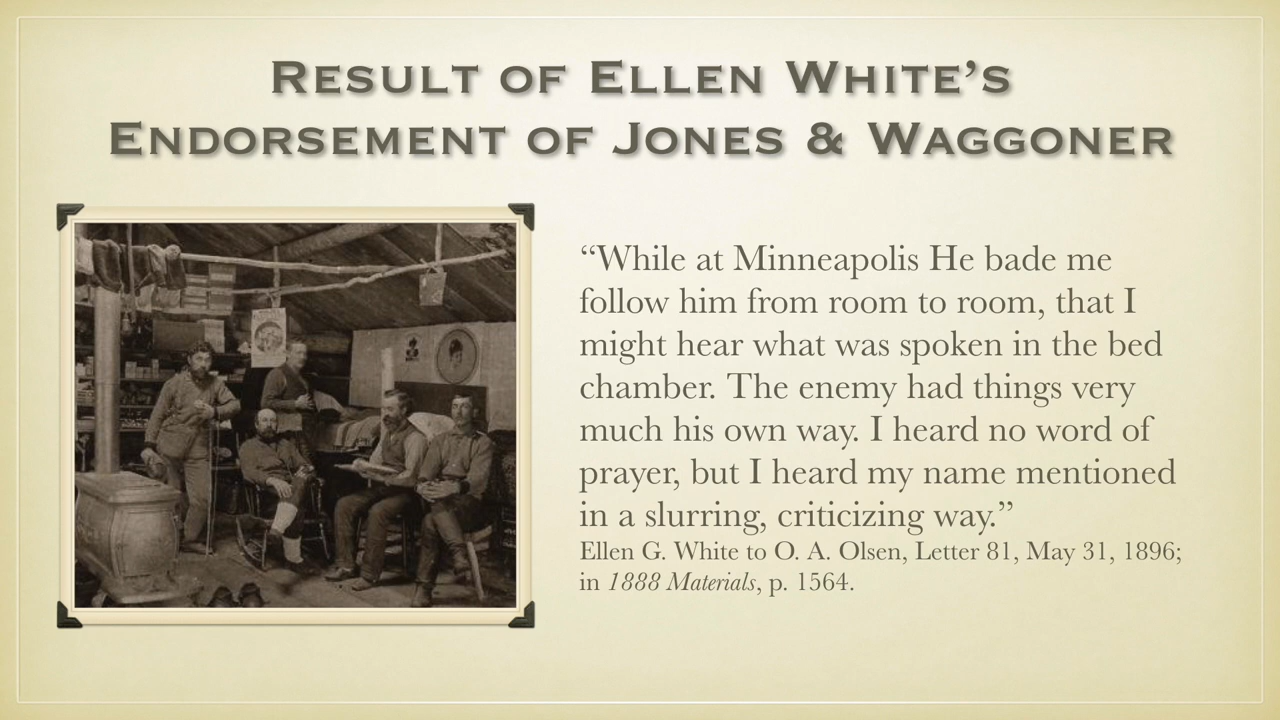 Result of Ellen White’s
Endorsement of Jones & Waggoner
“While at Minneapolis He bade me
follow him from room to room, that I
might hear what was spoken in the bed
chamber. The enemy had things very
much his own way. I heard no word of
prayer, but I heard my name mentioned
in a slurring, criticizing way.”
Ellen G. White to O. A. Olsen, Letter 81, May 31, 1896;
in 1888 Materials, p. 1564.